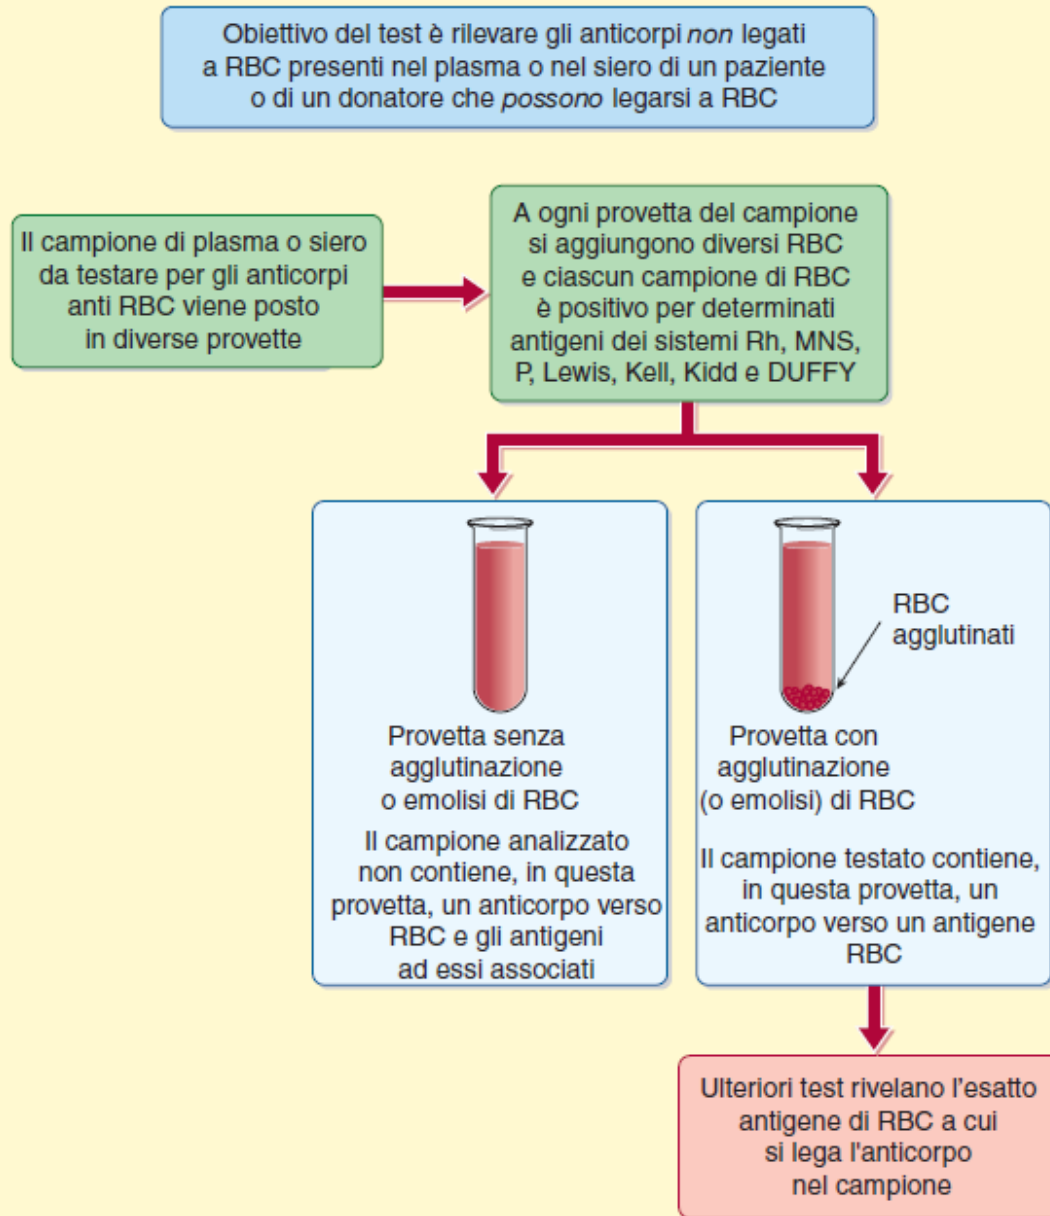 Obiettivo del test è rilevare gli anticorpi non legati
a RBC presenti nel plasma o nel siero di un paziente
o di un donatore che possono legarsi a RBC
Il campione di plasma o siero
da testare per gli anticorpi
anti RBC viene posto
in diverse provette
A ogni provetta del campione
si aggiungono diversi RBC
e ciascun campione di RBC
è positivo per determinati
antigeni dei sistemi Rh, MNS,
P, Lewis, Kell, Kidd e DUFFY
Provetta senza
agglutinazione
o emolisi di RBC
Il campione analizzato
non contiene, in questa
provetta, un anticorpo verso
RBC e gli antigeni
ad essi associati
RBC
agglutinati
Provetta con
agglutinazione
(o emolisi) di RBC
Il campione testato contiene,
in questa provetta, un
anticorpo verso un antigene
RBC
Ulteriori test rivelano l'esatto
antigene di RBC a cui
si lega l'anticorpo
nel campione